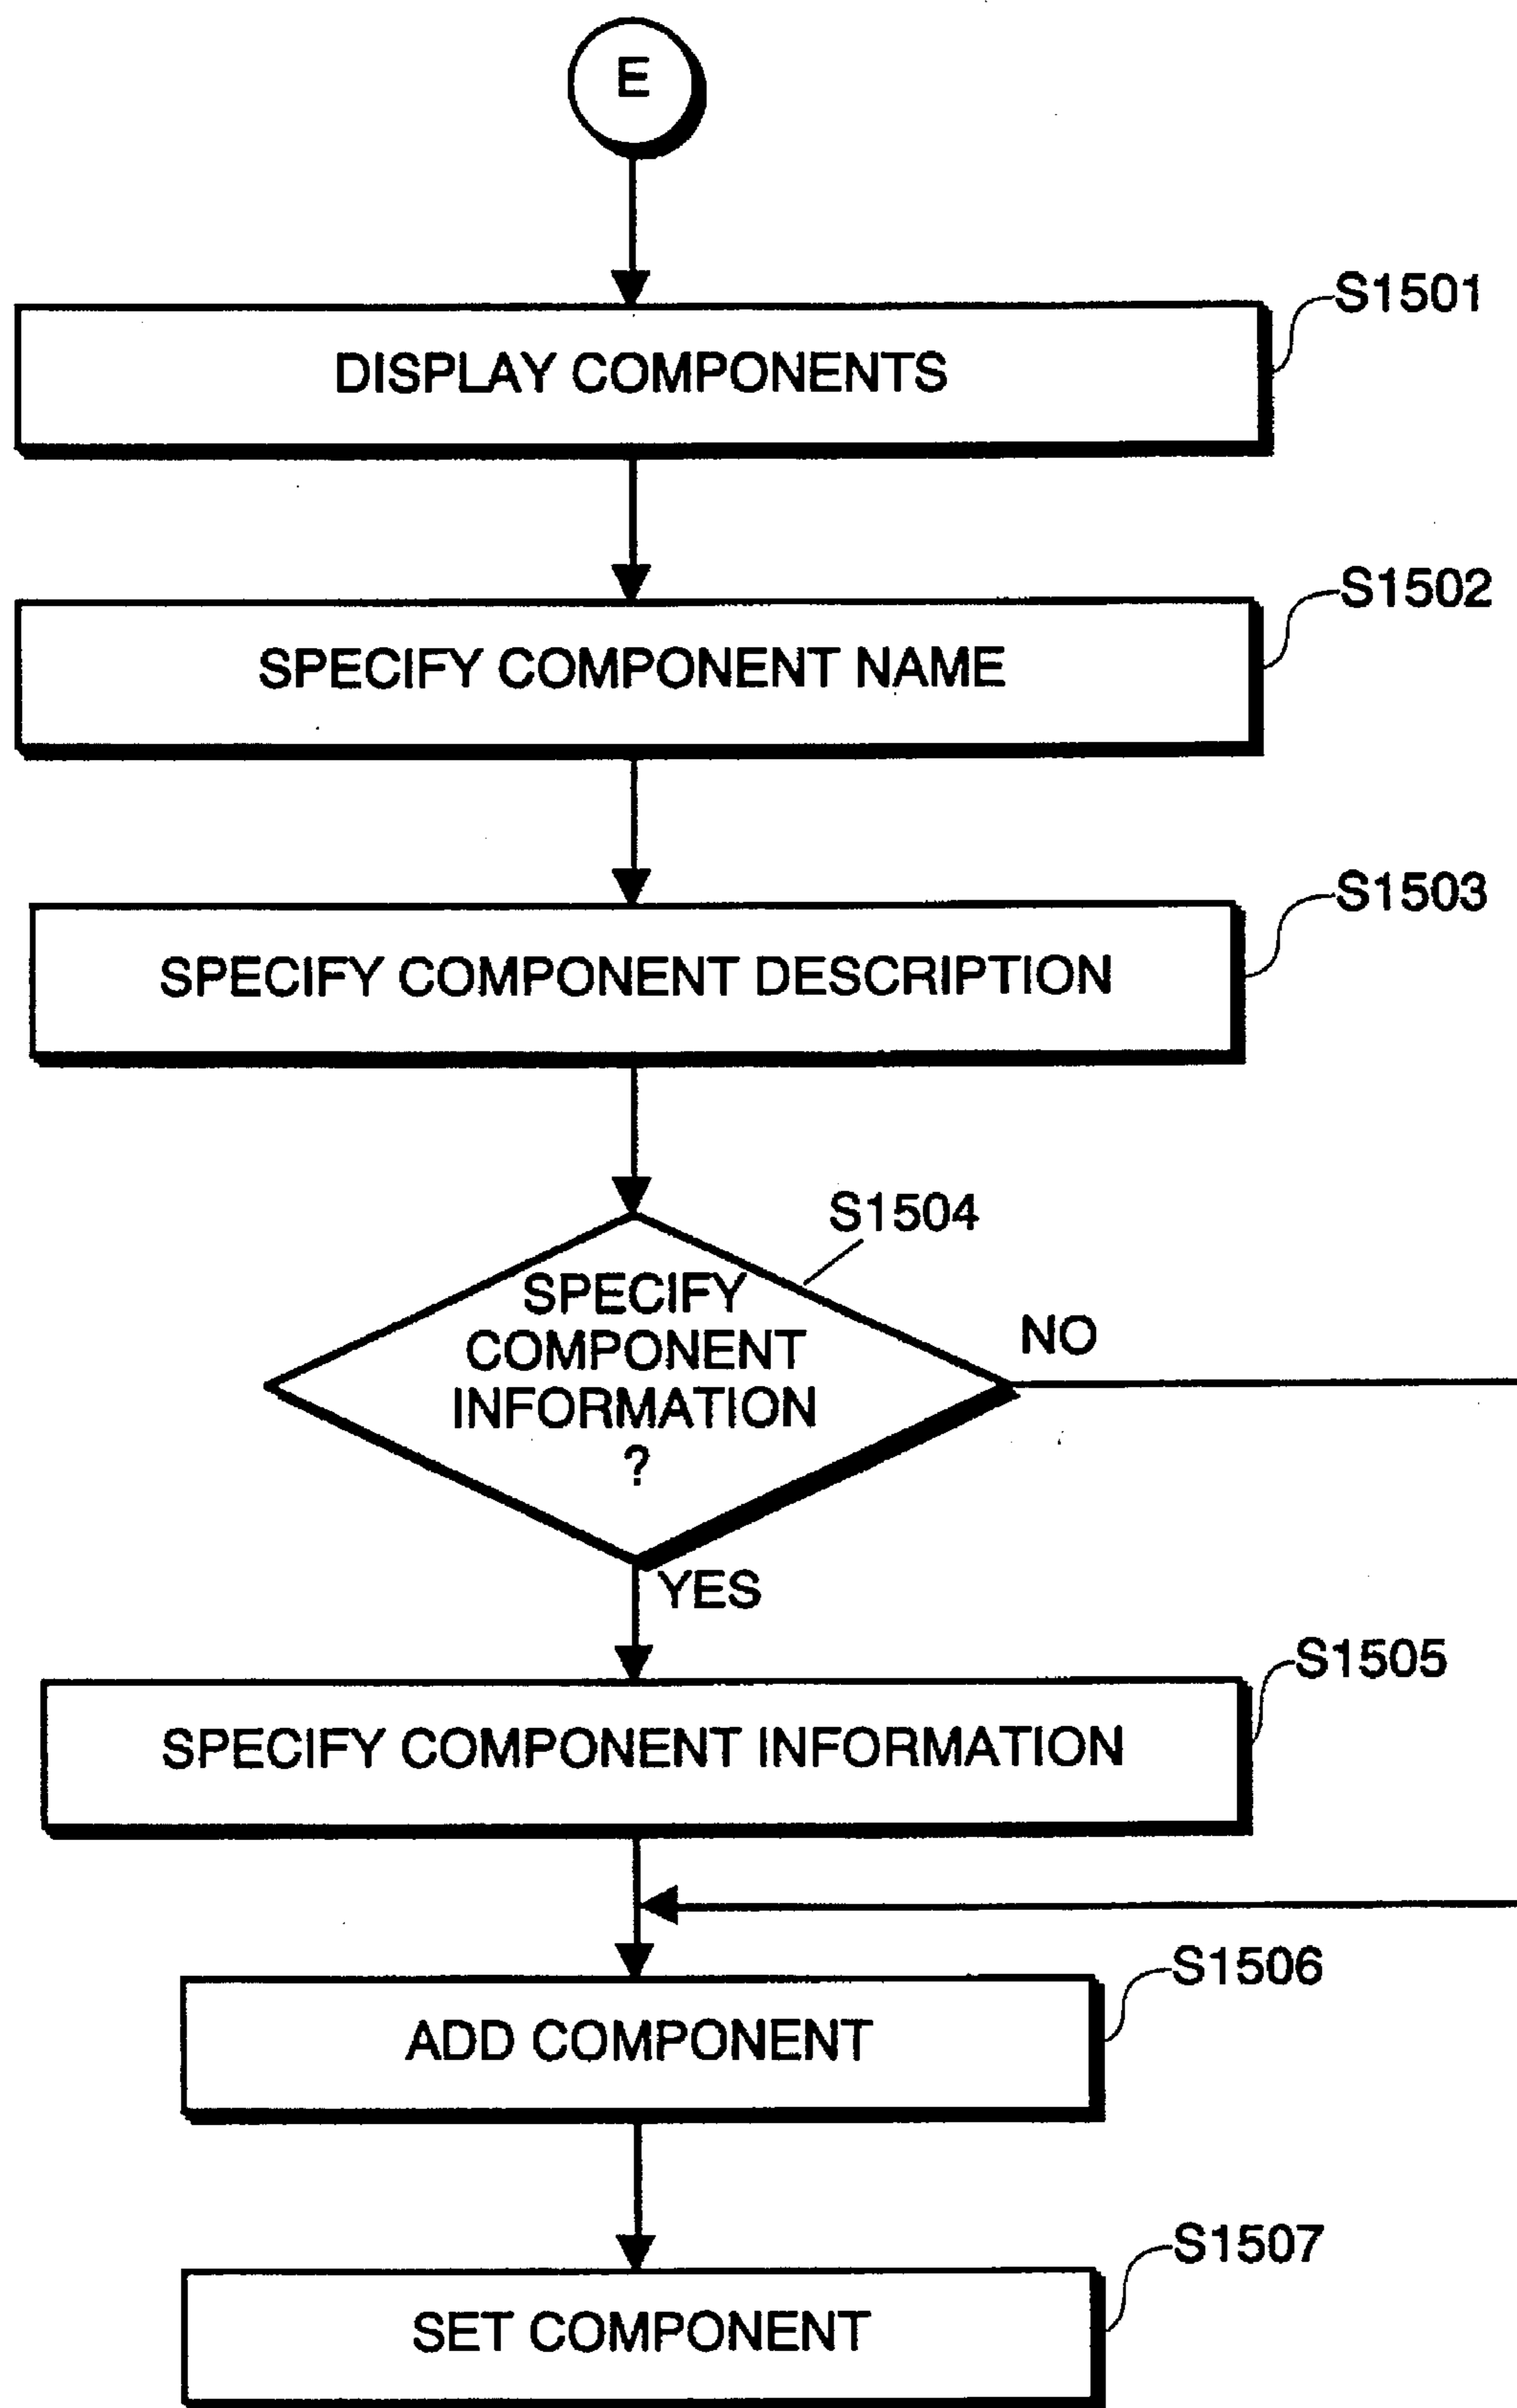 E
S1501
DISPLAY COMPONENTS
S1502
SPECIFY COMPONENT NAME
S1503
SPECIFY COMPONENT DESCRIPTION
S1504
SPECIFY
COMPONENT
INFORMATION
?
NO
YES
S1505
SPECIFY COMPONENT INFORMATION
S1506
ADD COMPONENT
S1507
SET COMPONENT